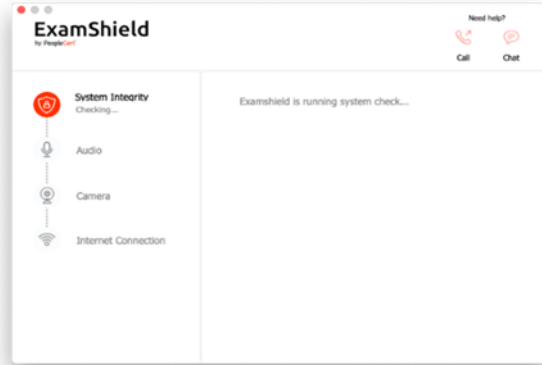 ExamShield
by PeopleCert
Need help?
Call
Chat
System Integrity
Checking...
Examshield is running system check...
Audio
Camera
Internet Connection